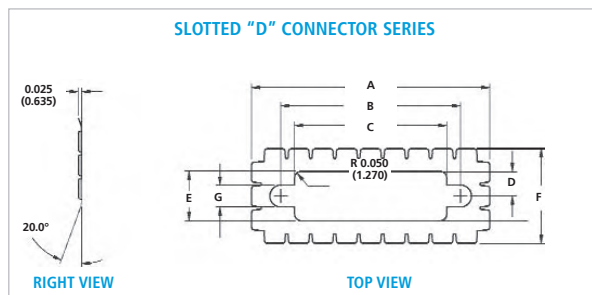 SLOTTED “D” CONNECTOR SERIES
0.025
(0.635)
20.0°
RIGHT VIEW
A
B
C
R 0.050
(1.270)
D
E
G
F
TOP VIEW